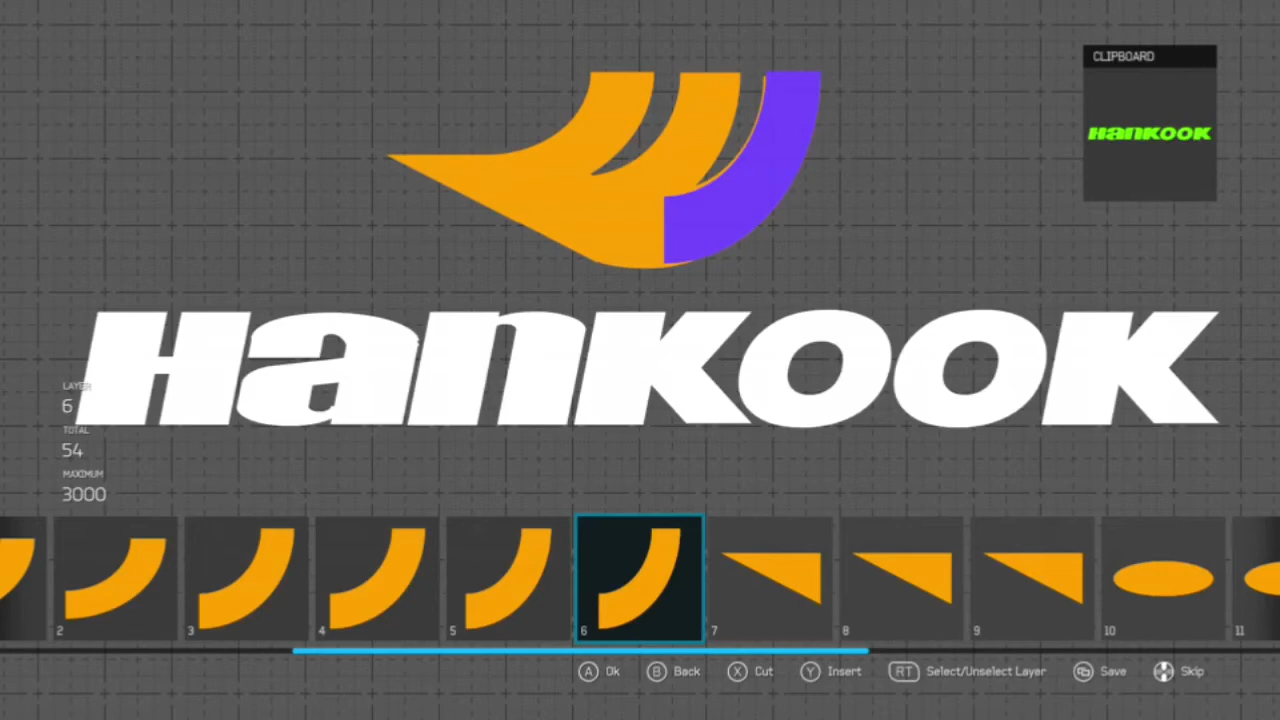 CLIPBOARD
HanKOOK
HanKOOK
LAYER
6
TOTAL
54
MAXIMUM
3000
2 3 4 5 6 7 8 9 10 11
A Ok B Back X Cut Y Insert RT Select/Unselect Layer Save Skip